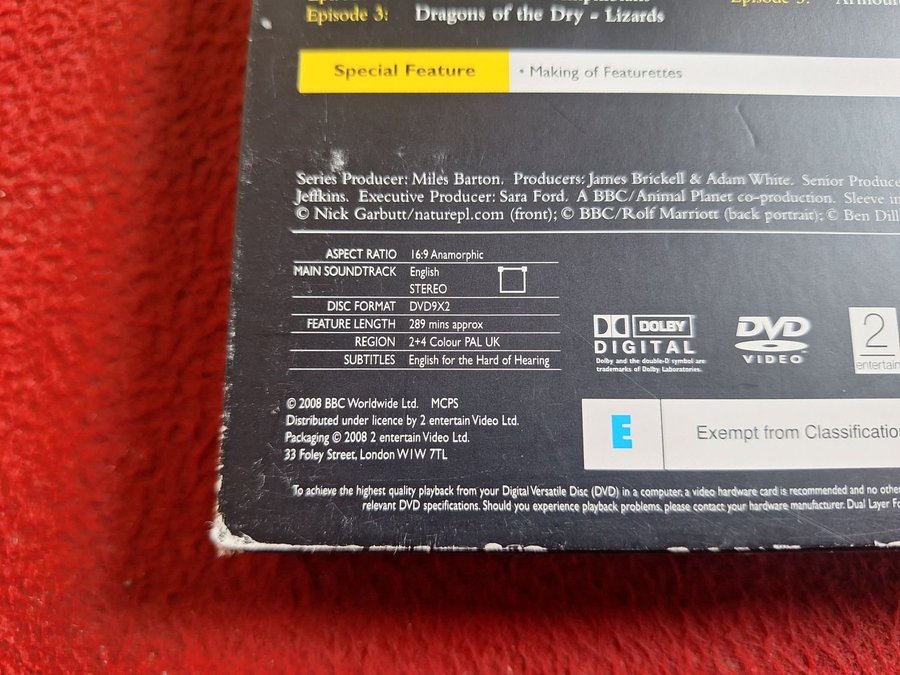 Episode 3: Dragons of the Dry - Lizards
Special Feature • Making of Featurettes
Series Producer: Miles Barton. Producers: James Brickell & Adam White. Senior Produce
Jeffkins. Executive Producer: Sara Ford. A BBC/Animal Planet co-production. Sleeve
© Nick Garbutt/naturepl.com (front); © BBC/Rolf Marriott (back portrait); © Ben Dill
ASPECT RATIO 16:9 Anamorphic
MAIN SOUNDTRACK English
STEREO
DISC FORMAT DVD9X2
FEATURE LENGTH 289 mins approx
REGION 2+4 Colour PAL UK
SUBTITLES English for the Hard of Hearing
DOLBY
DIGITAL
Dolby and the double-D symbol are
trademarks of Dolby Laboratories.
DVD
VIDEO
2
entertain
© 2008 BBC Worldwide Ltd. MCPS
Distributed under licence by 2 entertain Video Ltd.
Packaging © 2008 2 entertain Video Ltd.
33 Foley Street, London W1W 7TL
E Exempt from Classificatio
To achieve the highest quality playback from your Digital Versatile Disc (DVD) in a computer, a video hardware card is recommended and no othe
relevant DVD specifications. Should you experience playback problems, please contact your hardware manufacturer. Dual Layer Fo